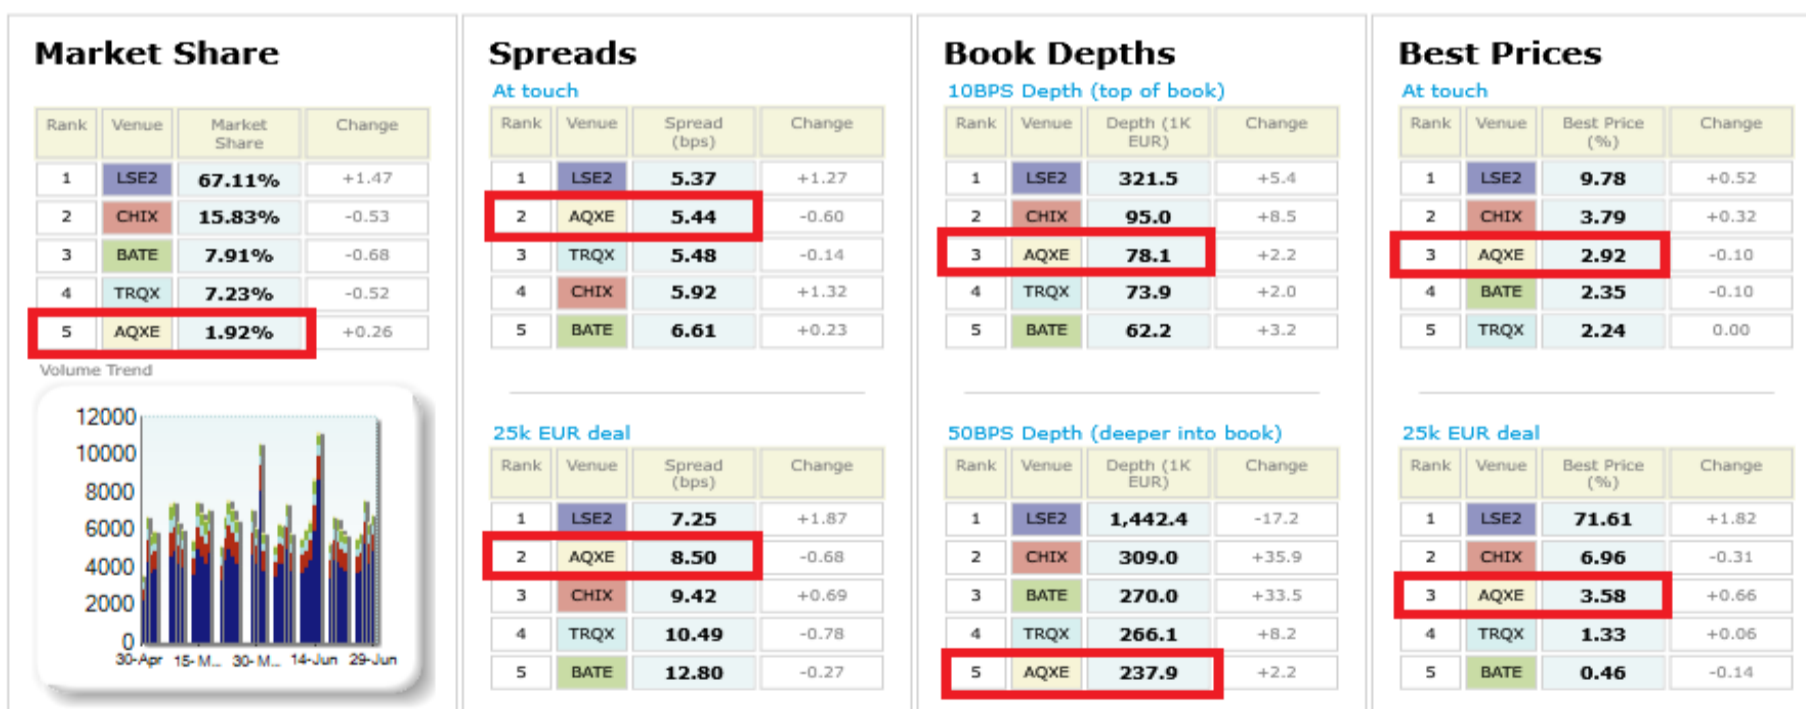 Market Share
Rank Venue Market Share Change
1 LSE2 67.11% +1.47
2 CHIX 15.83% -0.53
3 BATE 7.91% -0.68
4 TRQX 7.23% -0.52
5 AQXE 1.92% +0.26
Volume Trend
12000
10000
8000
6000
4000
2000
0
30-Apr 15- M... 30- M... 14-Jun 29-Jun
Spreads
At touch
Rank Venue Spread (bps) Change
1 LSE2 5.37 +1.27
2 AQXE 5.44 -0.60
3 TRQX 5.48 -0.14
4 CHIX 5.92 +1.32
5 BATE 6.61 +0.23
25k EUR deal
Rank Venue Spread (bps) Change
1 LSE2 7.25 +1.87
2 AQXE 8.50 -0.68
3 CHIX 9.42 +0.69
4 TRQX 10.49 -0.78
5 BATE 12.80 -0.27
Book Depths
10BPS Depth (top of book)
Rank Venue Depth (1K EUR) Change
1 LSE2 321.5 +5.4
2 CHIX 95.0 +8.5
3 AQXE 78.1 +2.2
4 TRQX 73.9 +2.0
5 BATE 62.2 +3.2
50BPS Depth (deeper into book)
Rank Venue Depth (1K EUR) Change
1 LSE2 1,442.4 -17.2
2 CHIX 309.0 +35.9
3 BATE 270.0 +33.5
4 TRQX 266.1 +8.2
5 AQXE 237.9 +2.2
Best Prices
At touch
Rank Venue Best Price (%) Change
1 LSE2 9.78 +0.52
2 CHIX 3.79 +0.32
3 AQXE 2.92 -0.10
4 BATE 2.35 -0.10
5 TRQX 2.24 0.00
25k EUR deal
Rank Venue Best Price (%) Change
1 LSE2 71.61 +1.82
2 CHIX 6.96 -0.31
3 AQXE 3.58 +0.66
4 TRQX 1.33 +0.06
5 BATE 0.46 -0.14